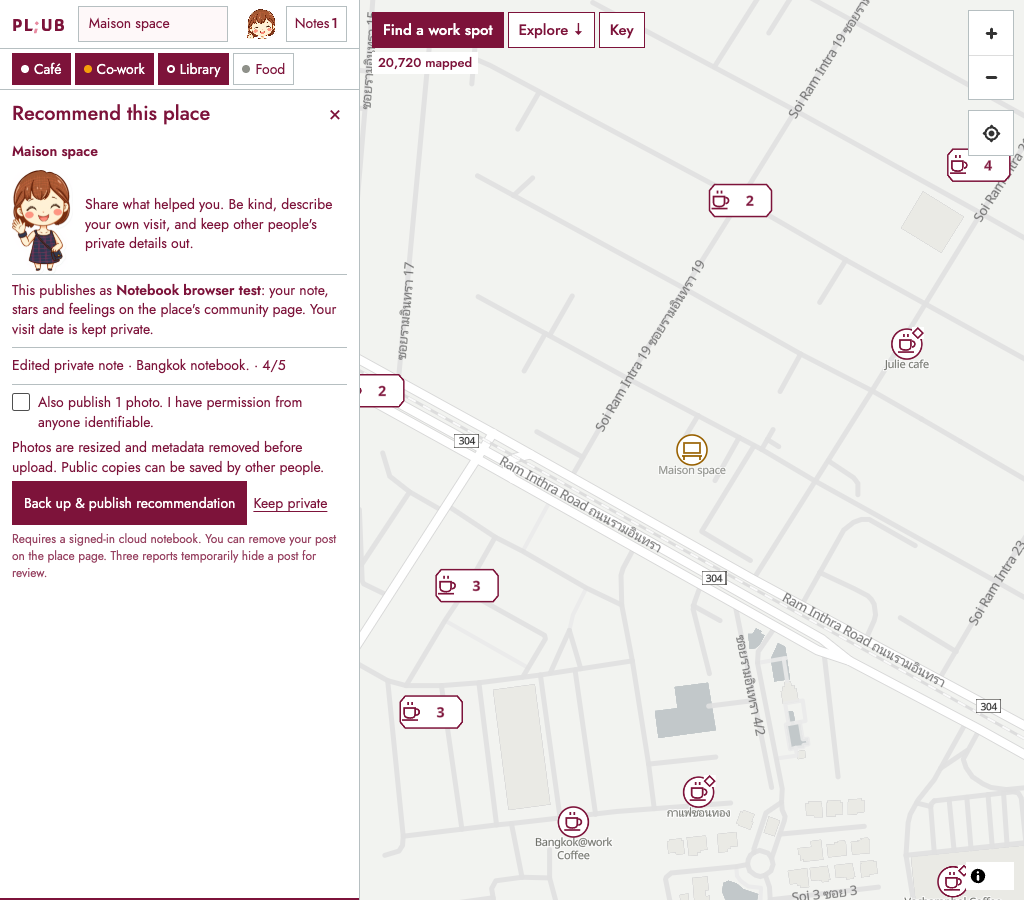 PL;UB
Maison space
Notes 1
Café
Co-work
Library
Food
Recommend this place
×
Maison space
Share what helped you. Be kind, describe
your own visit, and keep other people's
private details out.
This publishes as Notebook browser test: your note,
stars and feelings on the place's community page. Your
visit date is kept private.
Edited private note · Bangkok notebook. · 4/5
Also publish 1 photo. I have permission from
anyone identifiable.
Photos are resized and metadata removed before
upload. Public copies can be saved by other people.
Back up & publish recommendation
Keep private
Requires a signed-in cloud notebook. You can remove your post
on the place page. Three reports temporarily hide a post for
review.
Find a work spot
Explore ↓
Key
20,720 mapped
+
−
Soi Ram Intra 19 ซอยรามอินทรา
4
2
ซอยรามอินทรา 17
Soi Ram Intra 19 ซอยรามอินทรา 19
Julie cafe
2
304
Maison space
Ram Inthra Road ถนนรามอินทรา
304
3
Soi Ram Intra 23
Ram Inthra Road ถนนรามอินทรา
ซอยรามอินทรา 4/2
304
3
กาแฟซอนทอง
Bangkok@work
Coffee
Soi 3 ซอย 3